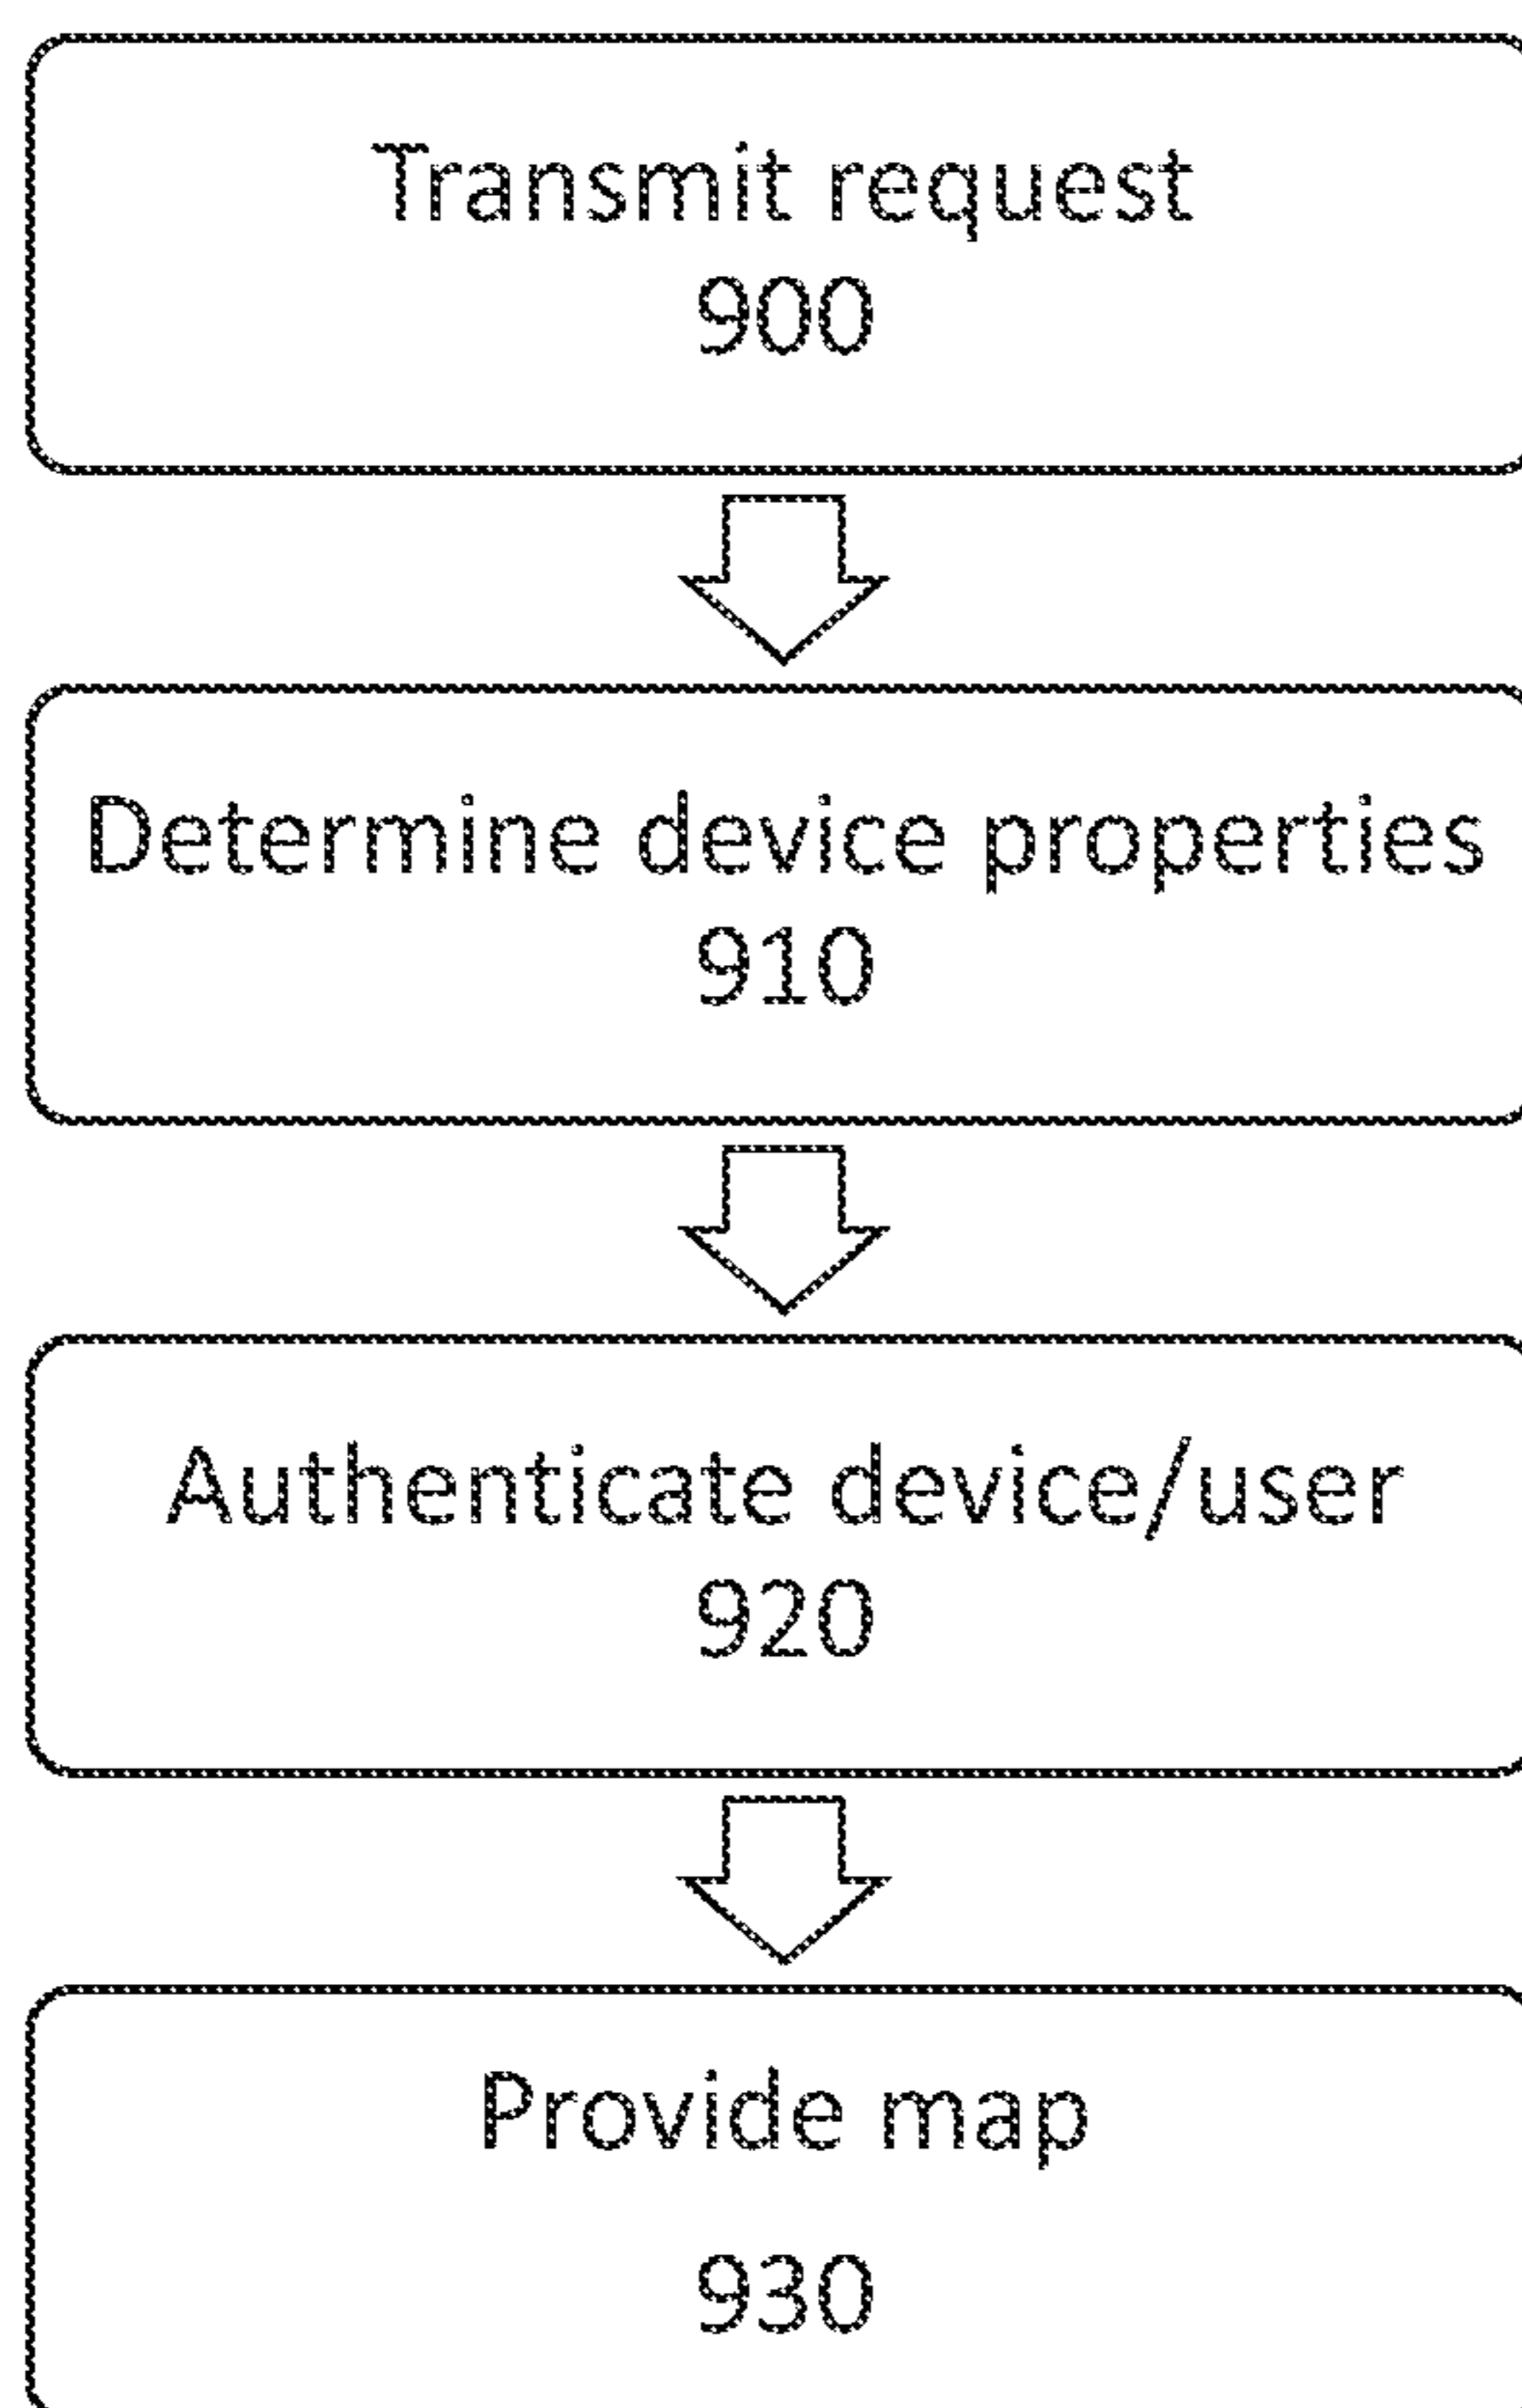 Transmit request
900
Determine device properties
910
Authenticate device/user
920
Provide map
930